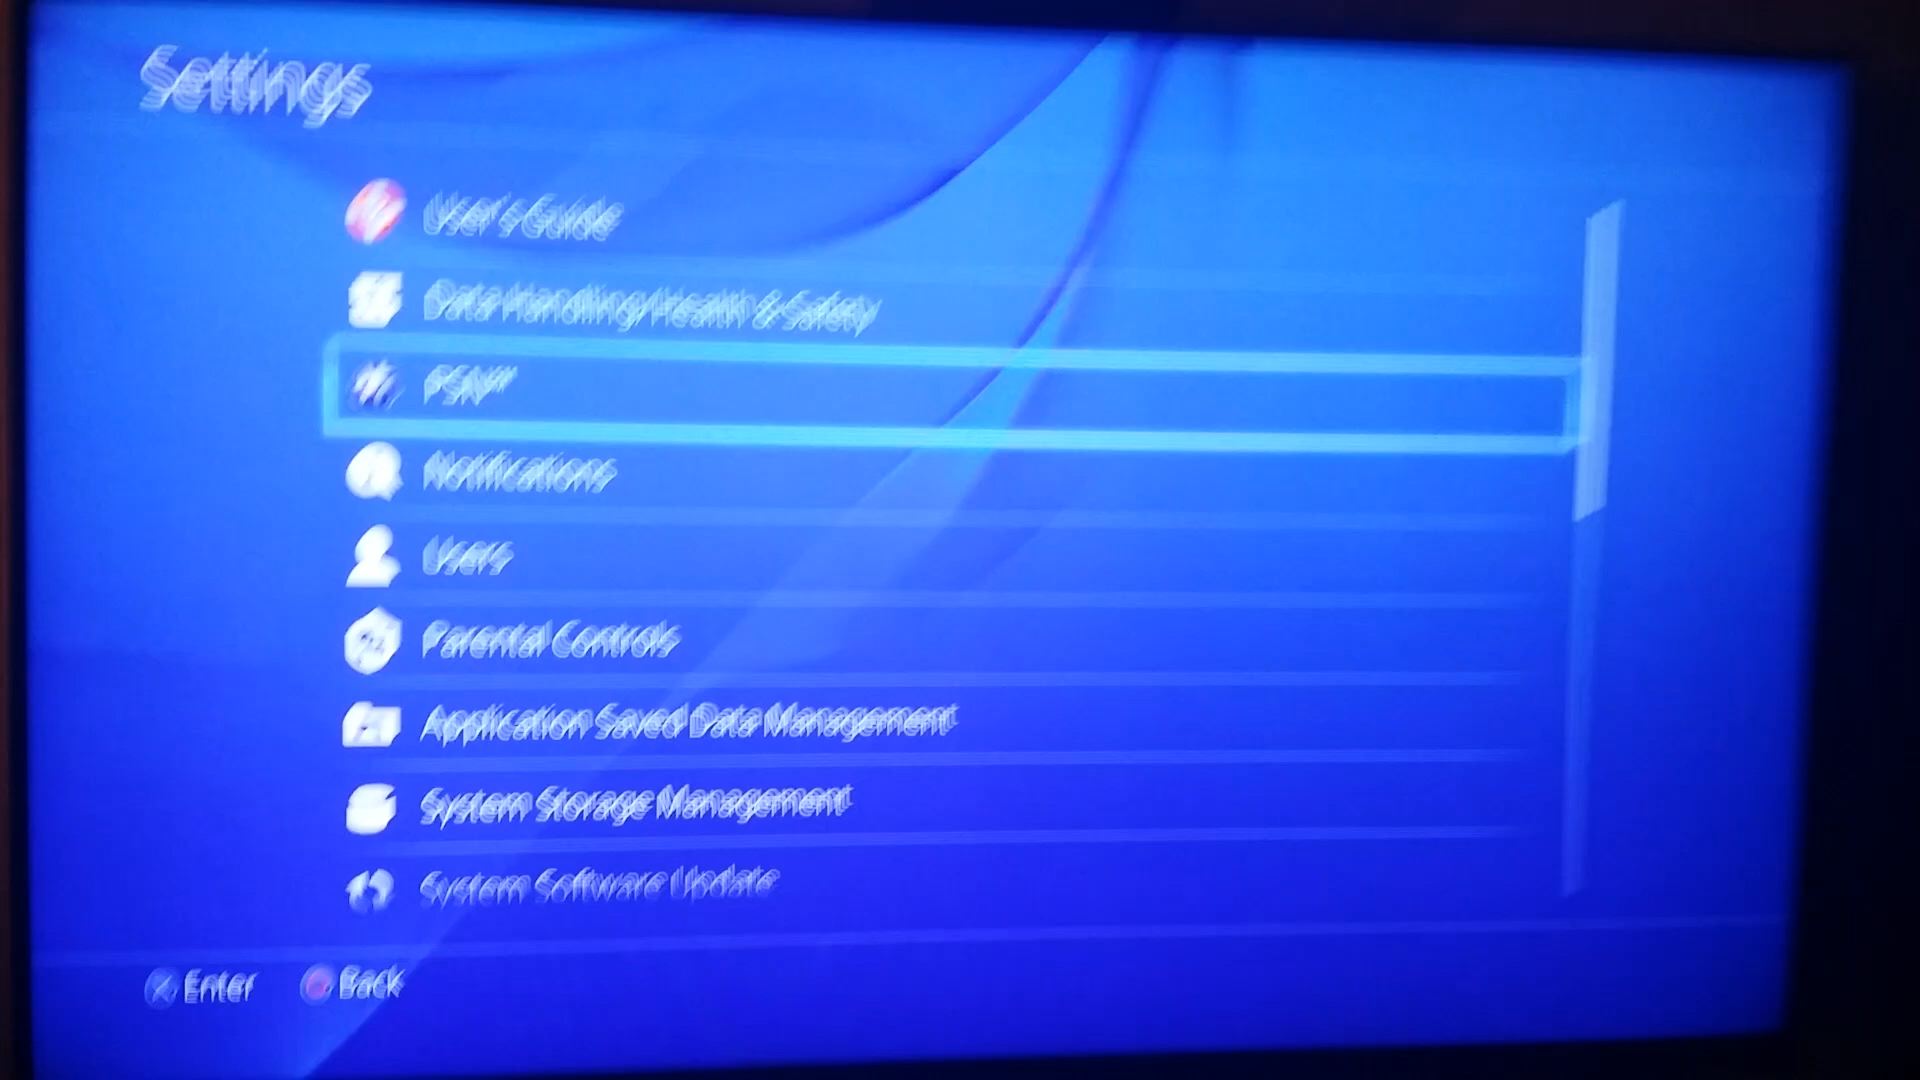 Settings
User's Guide
Data Handling/Health & Safety
PSN™
Notifications
Users
Parental Controls
Application Saved Data Management
System Storage Management
System Software Update
Enter Back